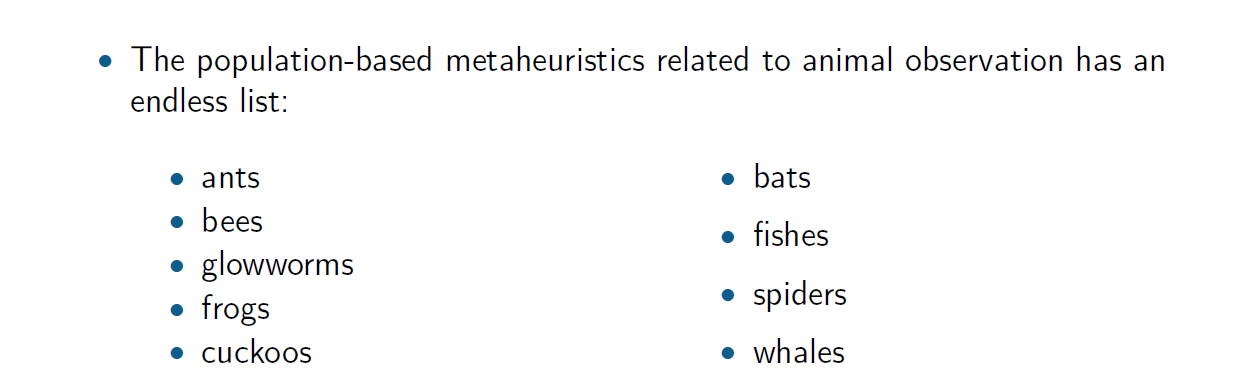 • The population-based metaheuristics related to animal observation has an
endless list:
• ants
• bees
• glowworms
• frogs
• cuckoos
• bats
• fishes
• spiders
• whales